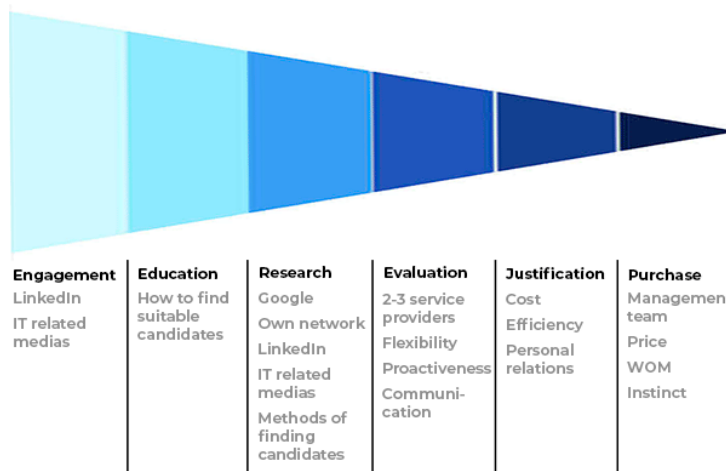 Engagement
LinkedIn
IT related
medias
Education
How to find
suitable
candidates
Research
Google
Own network
LinkedIn
IT related
medias
Methods of
finding
candidates
Evaluation
2-3 service
providers
Flexibility
Proactiveness
Communi-
cation
Justification
Cost
Efficiency
Personal
relations
Purchase
Managemen
team
Price
WOM
Instinct